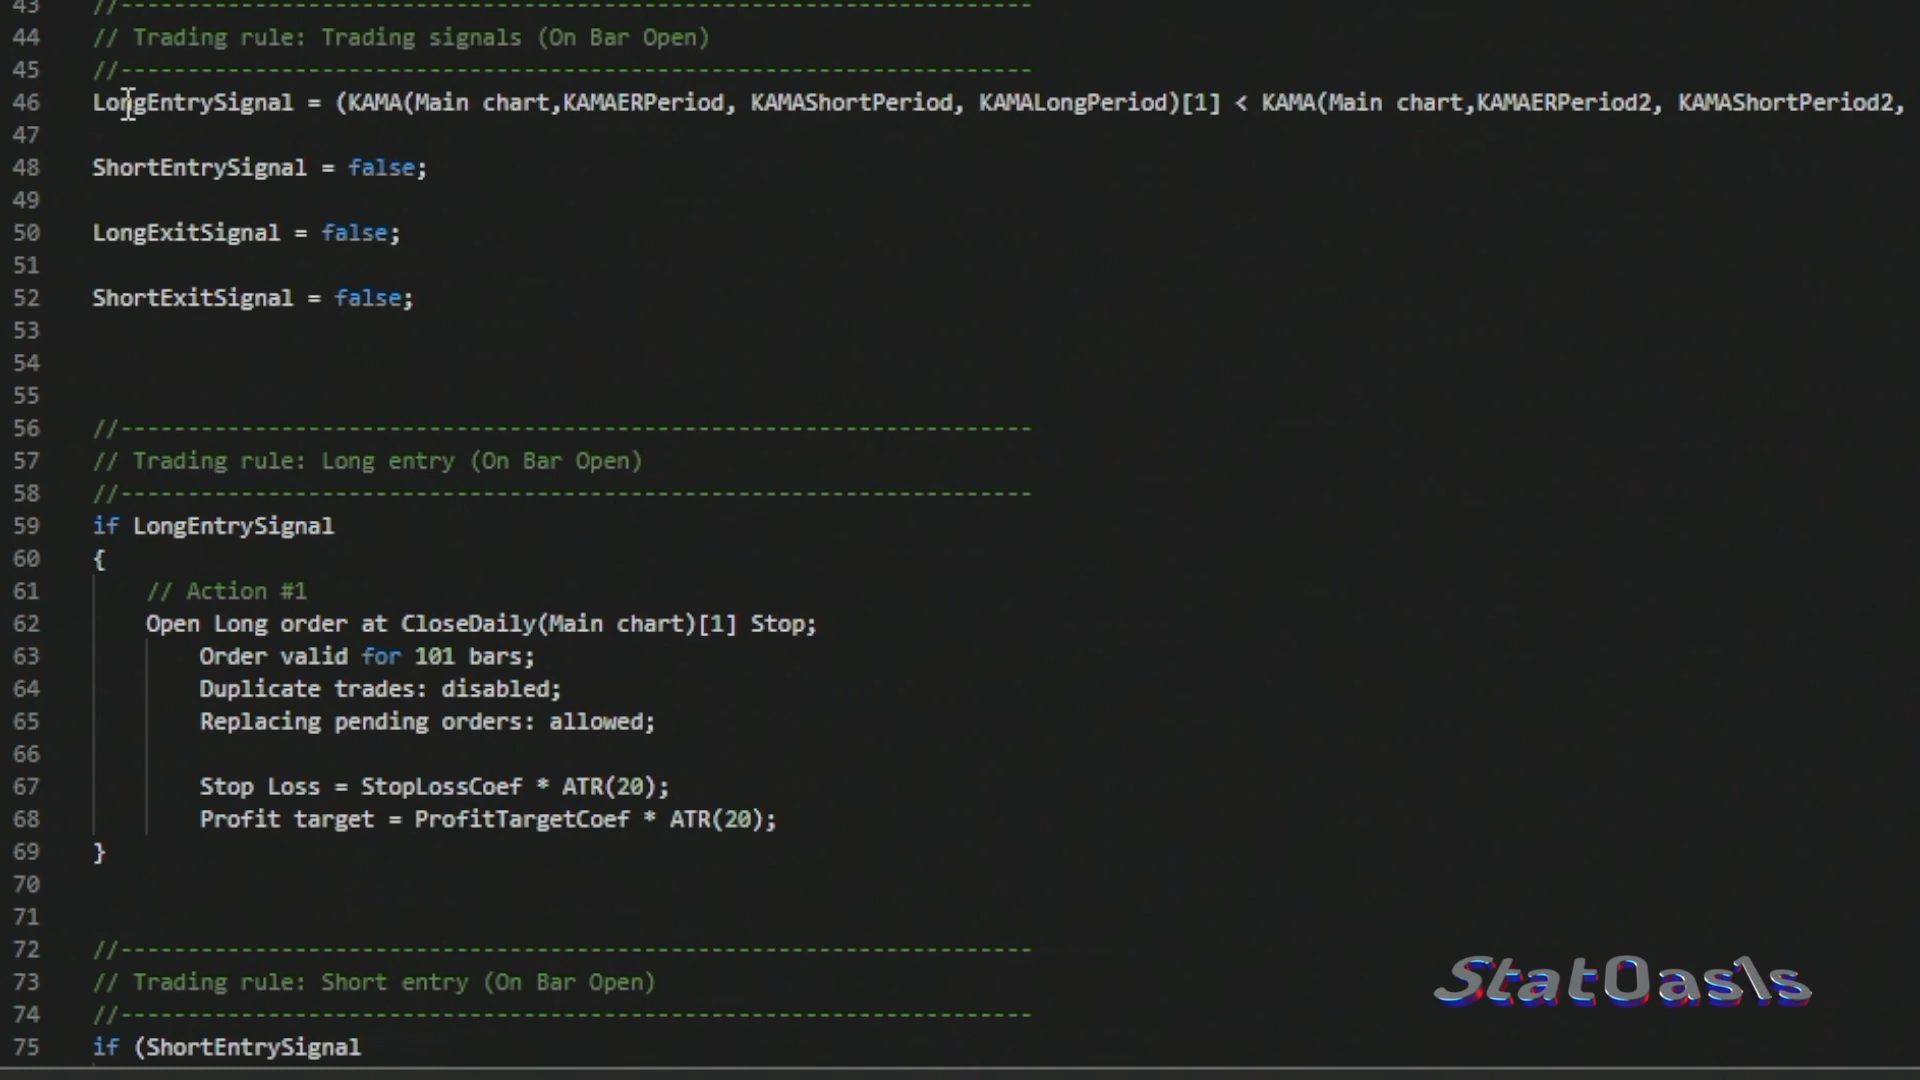 43 //--------------------------------------------------------------------
44 // Trading rule: Trading signals (On Bar Open)
45 //--------------------------------------------------------------------
46 LongEntrySignal = (KAMA(Main chart,KAMAERPeriod, KAMAShortPeriod, KAMALongPeriod)[1] < KAMA(Main chart,KAMAERPeriod2, KAMAShortPeriod2,
47
48 ShortEntrySignal = false;
49
50 LongExitSignal = false;
51
52 ShortExitSignal = false;
53
54
55
56 //--------------------------------------------------------------------
57 // Trading rule: Long entry (On Bar Open)
58 //--------------------------------------------------------------------
59 if LongEntrySignal
60 {
61 // Action #1
62 Open Long order at CloseDaily(Main chart)[1] Stop;
63 Order valid for 101 bars;
64 Duplicate trades: disabled;
65 Replacing pending orders: allowed;
66
67 Stop Loss = StopLossCoef * ATR(20);
68 Profit target = ProfitTargetCoef * ATR(20);
69 }
70
71
72 //--------------------------------------------------------------------
73 // Trading rule: Short entry (On Bar Open)
74 //--------------------------------------------------------------------
75 if (ShortEntrySignal
StatOas\s